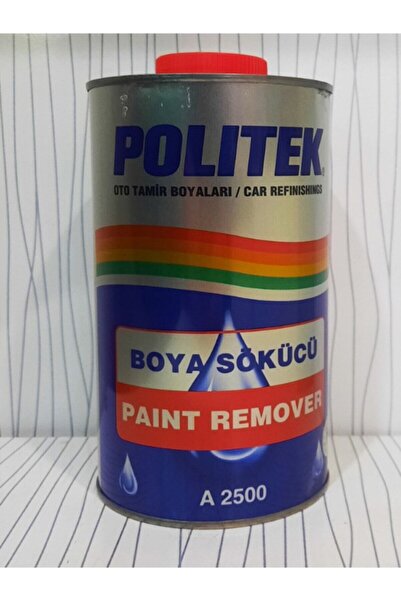 POLITEK
OTO TAMİR BOYALARI / CAR REFINISHINGS
BOYA SÖKÜCÜ
PAINT REMOVER
A 2500